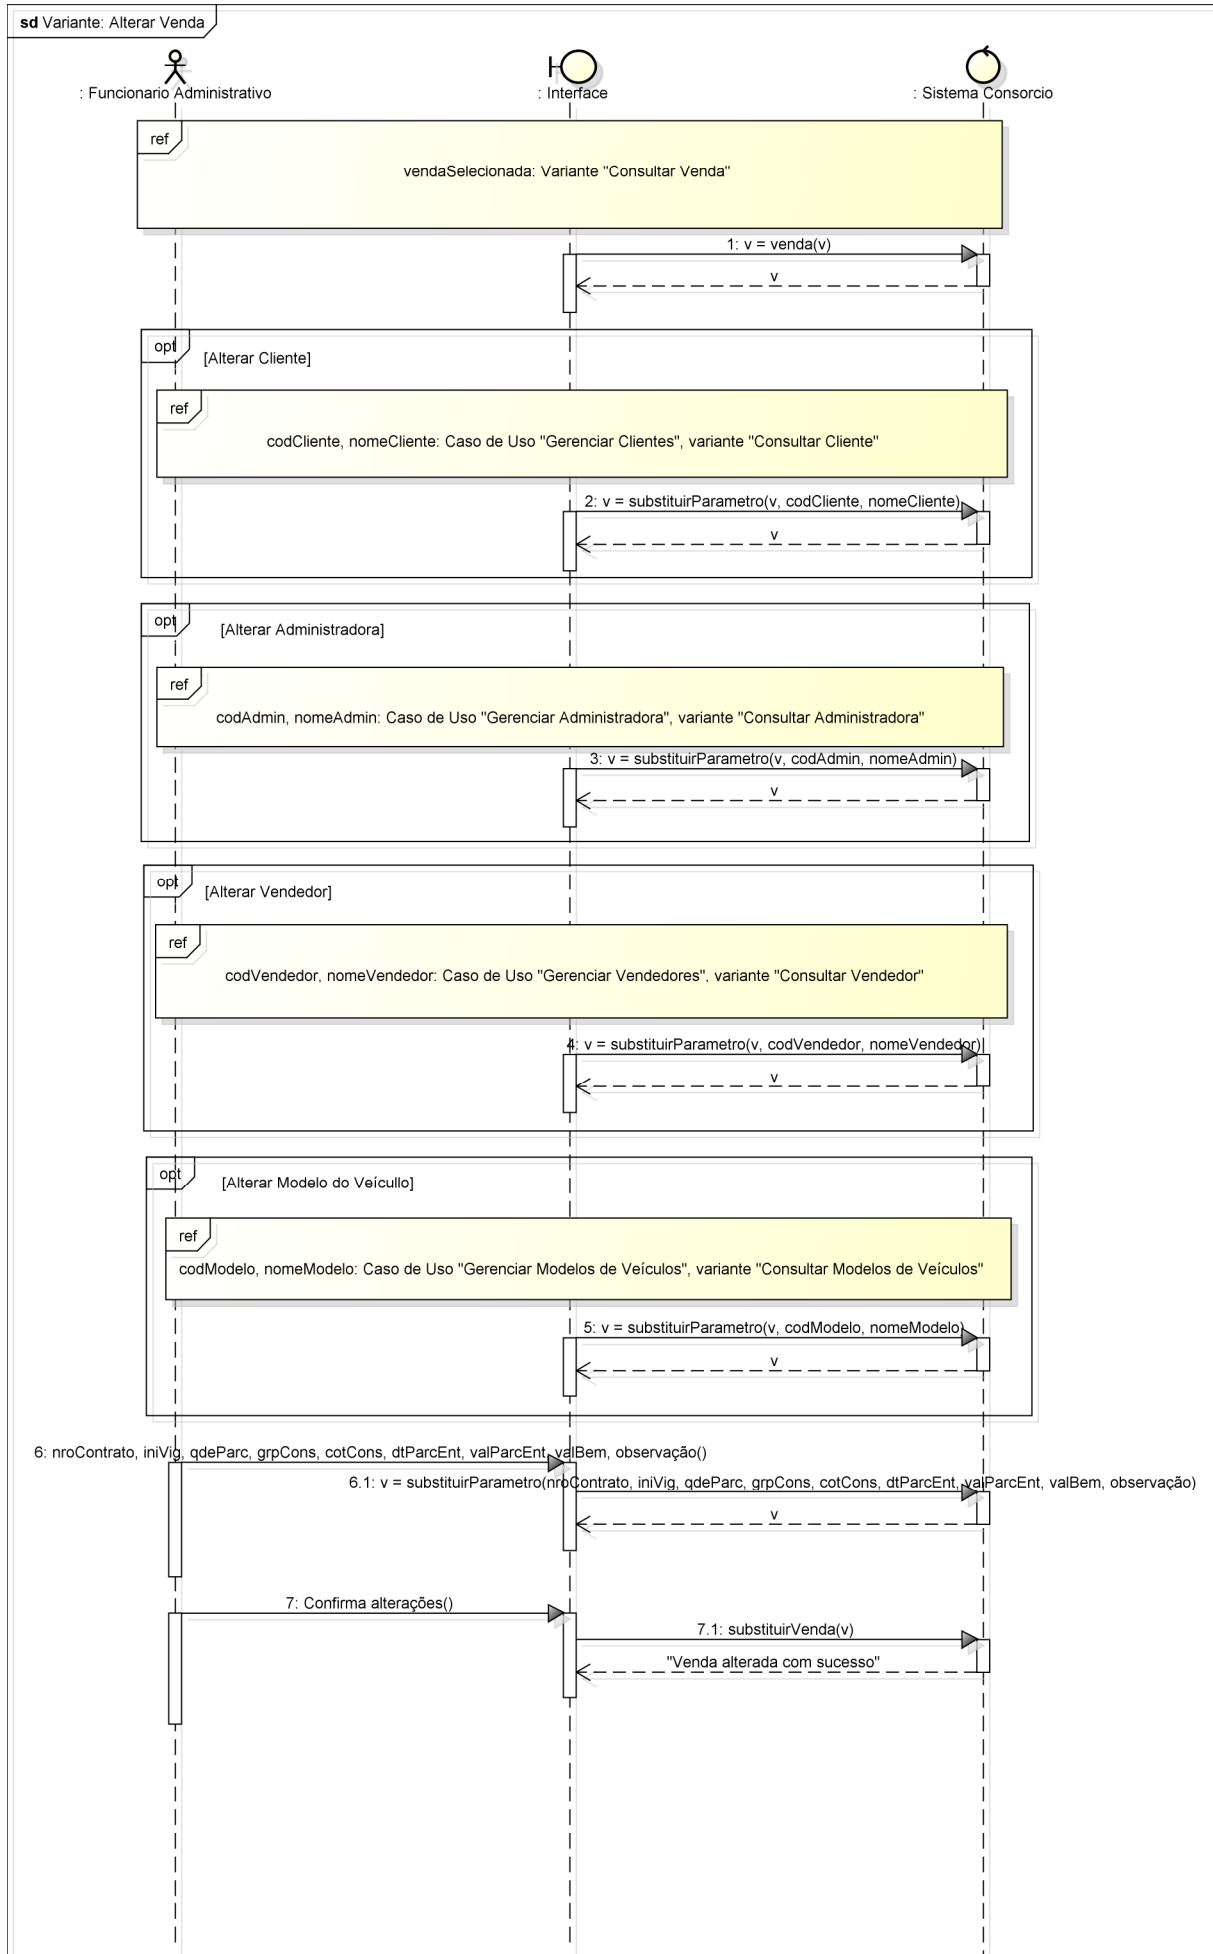 sd Variante: Alterar Venda
: Funcionario Administrativo
: Interface
: Sistema Consorcio
ref
vendaSelecionada: Variante "Consultar Venda"
1: v = venda(v)
v
opt
[Alterar Cliente]
ref
codCliente, nomeCliente: Caso de Uso "Gerenciar Clientes", variante "Consultar Cliente"
2: v = substituirParametro(v, codCliente, nomeCliente)
v
opt
[Alterar Administradora]
ref
codAdmin, nomeAdmin: Caso de Uso "Gerenciar Administradora", variante "Consultar Administradora"
3: v = substituirParametro(v, codAdmin, nomeAdmin)
v
opt
[Alterar Vendedor]
ref
codVendedor, nomeVendedor: Caso de Uso "Gerenciar Vendedores", variante "Consultar Vendedor"
4: v = substituirParametro(v, codVendedor, nomeVendedor)
v
opt
[Alterar Modelo do Veícullo]
ref
codModelo, nomeModelo: Caso de Uso "Gerenciar Modelos de Veículos", variante "Consultar Modelos de Veículos"
5: v = substituirParametro(v, codModelo, nomeModelo)
v
6: nroContrato, iniVig, qdeParc, grpCons, cotCons, dtParcEnt, valParcEnt, valBem, observação()
6.1: v = substituirParametro(nroContrato, iniVig, qdeParc, grpCons, cotCons, dtParcEnt, valParcEnt, valBem, observação)
v
7: Confirma alterações()
7.1: substituirVenda(v)
"Venda alterada com sucesso"